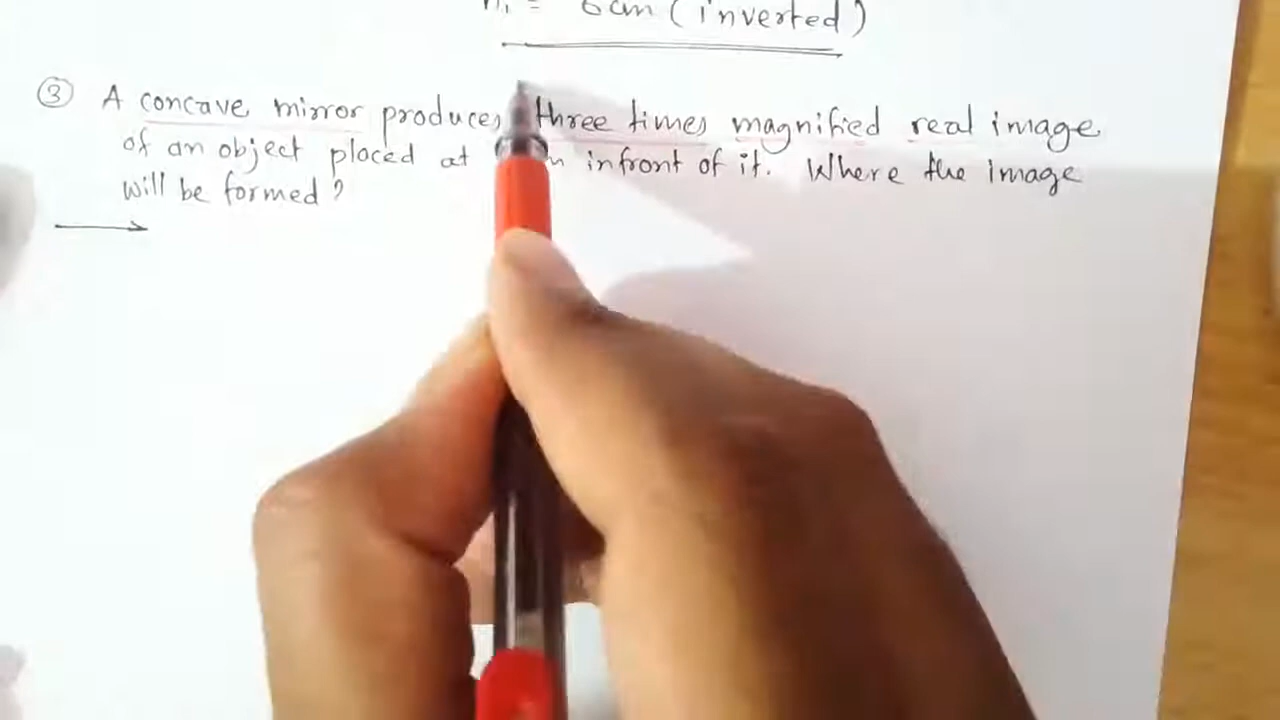 = 6cm (inverted)
③ A concave mirror produces three times magnified real image
of an object placed at infront of it. Where the image
will be formed?